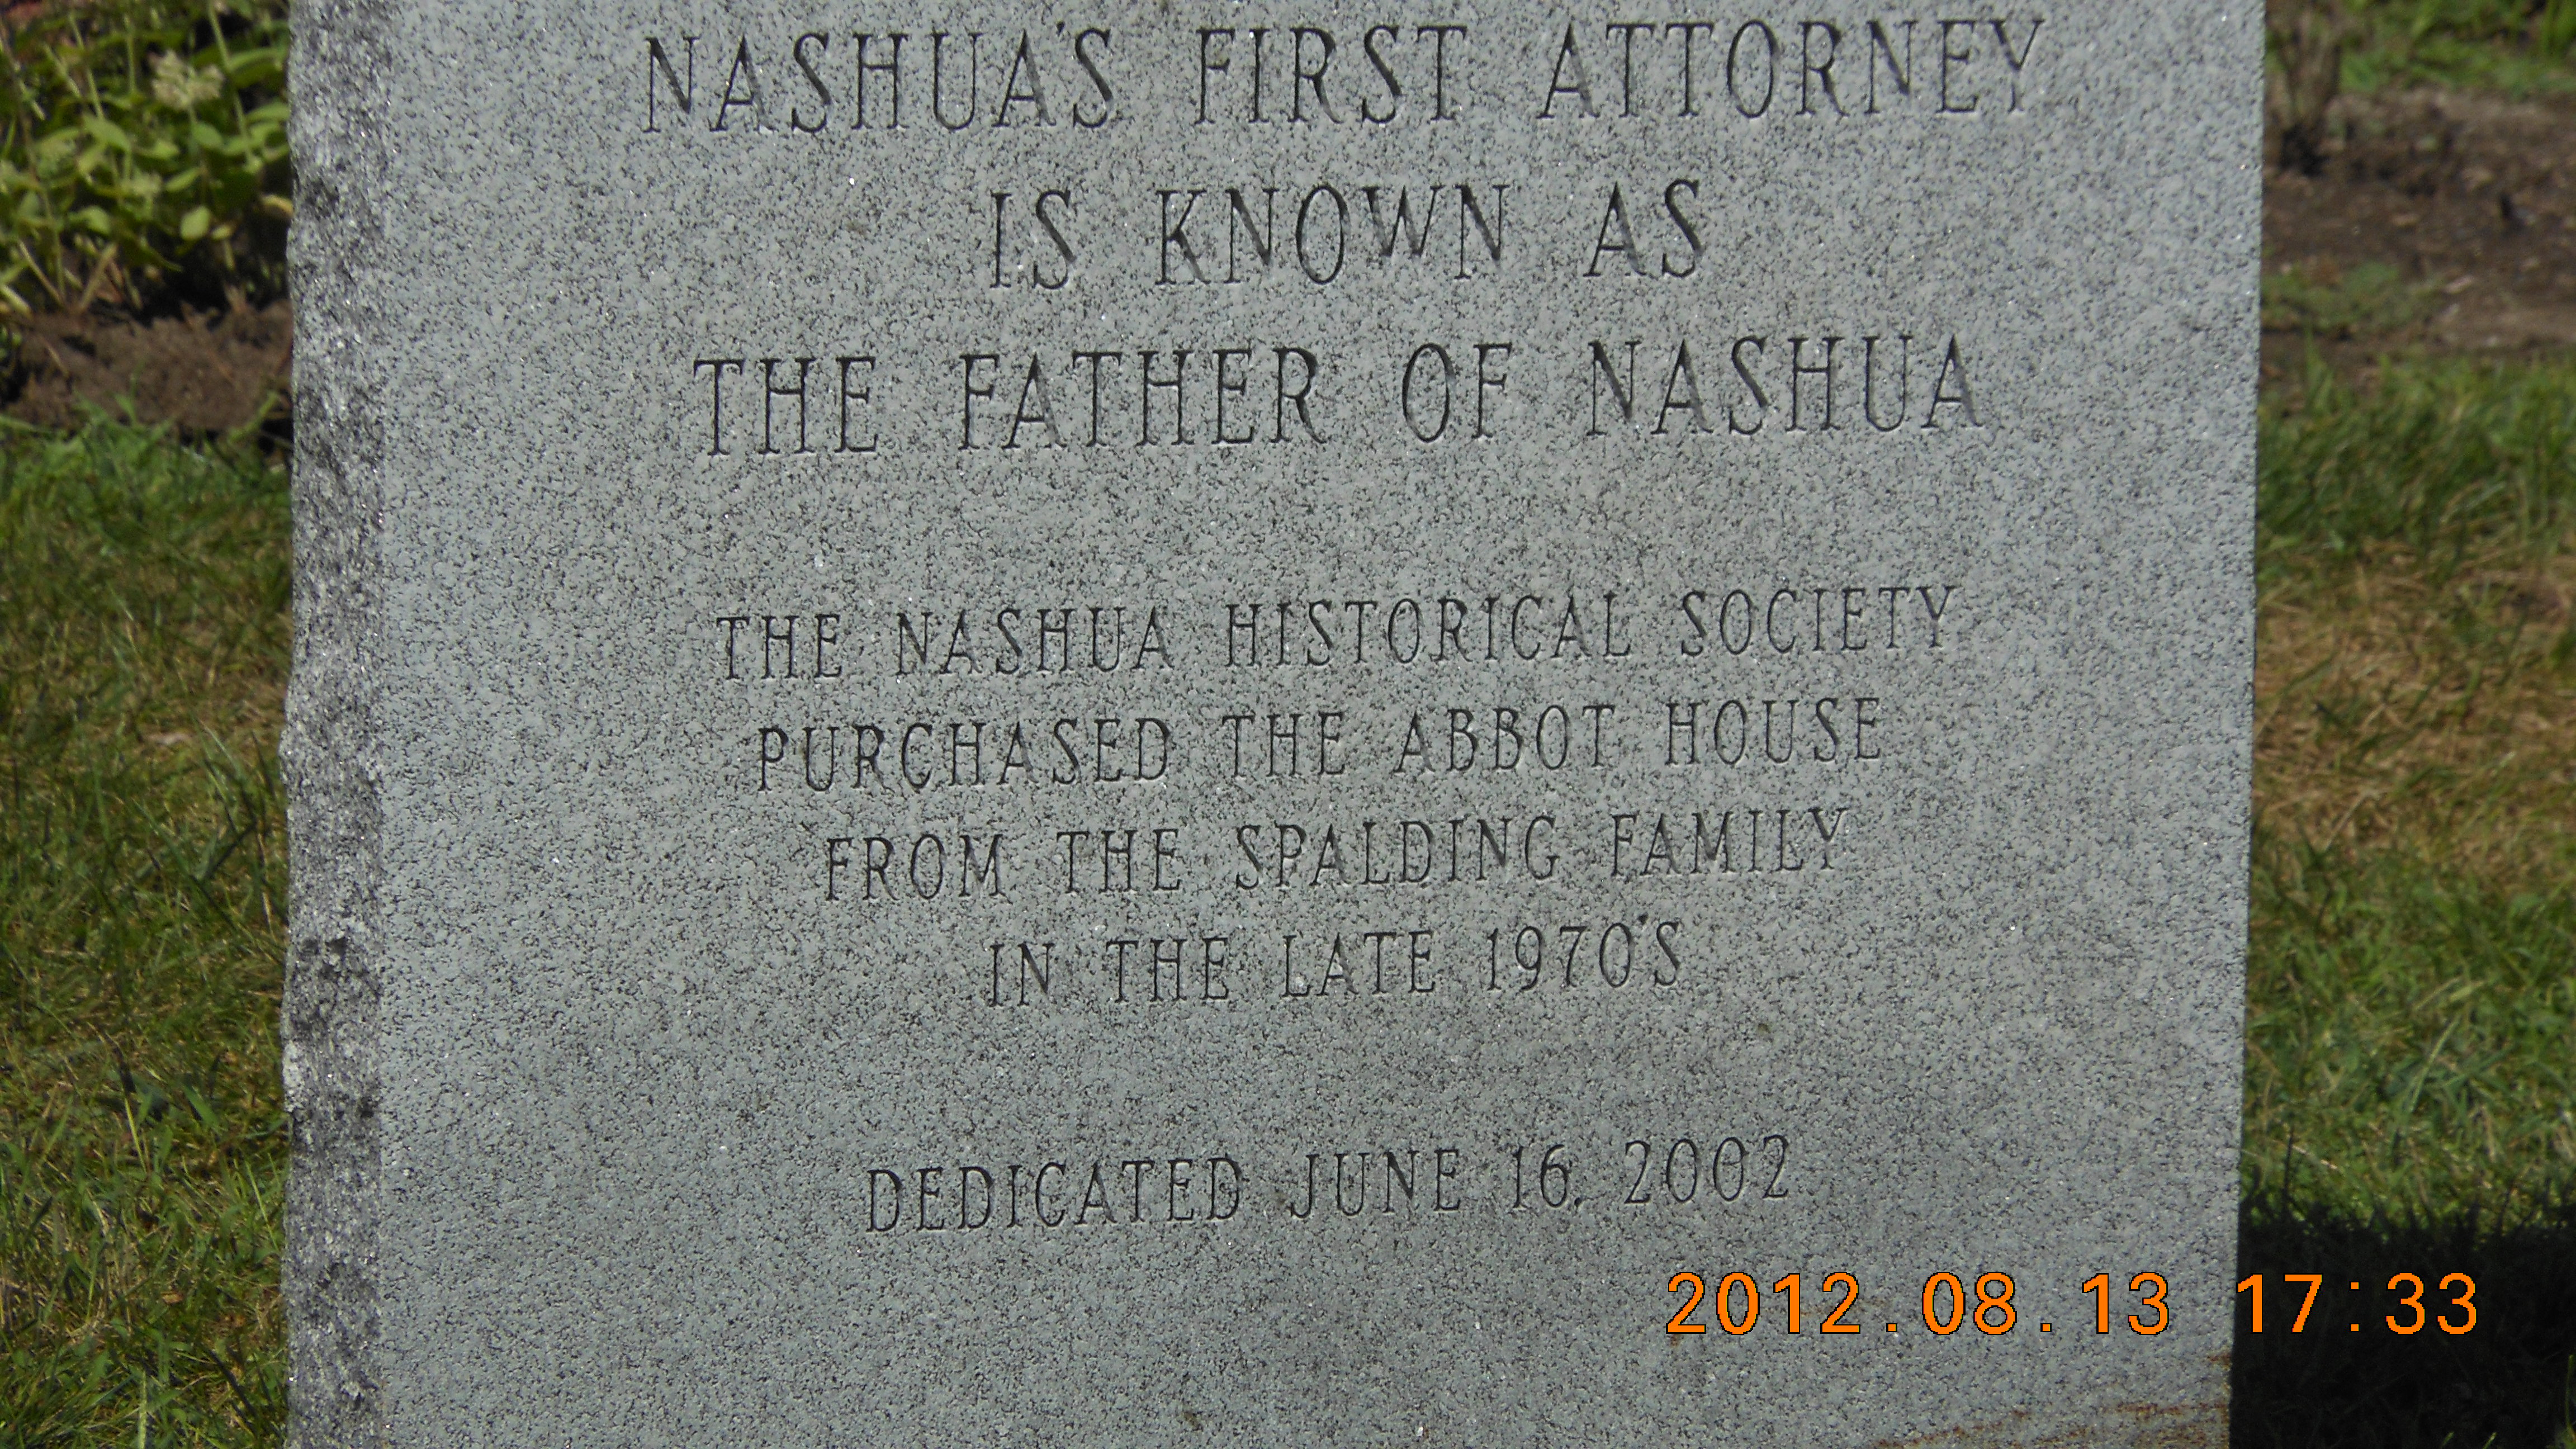 NASHUA'S FIRST ATTORNEY
IS KNOWN AS
THE FATHER OF NASHUA
THE NASHUA HISTORICAL SOCIETY
PURCHASED THE ABBOT HOUSE
FROM THE SPALDING FAMILY
IN THE LATE 1970'S
DEDICATED JUNE 16, 2002
2012.08.13 17:33